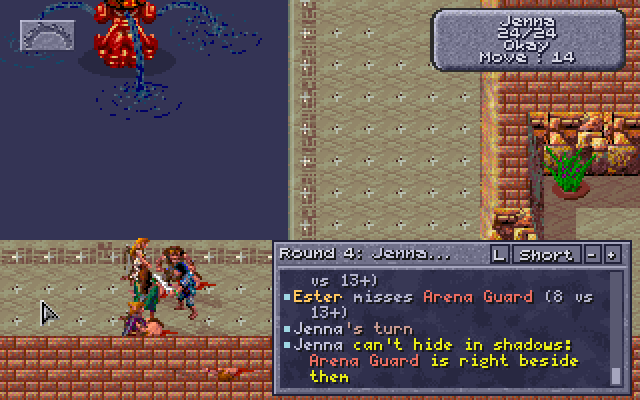 Jenna
24/24
Okay
Move : 14
Round 4: Jenna... L Short - +
vs 13+)
Ester misses Arena Guard (8 vs
13+)
Jenna's turn
Jenna can't hide in shadows:
Arena Guard is right beside
them